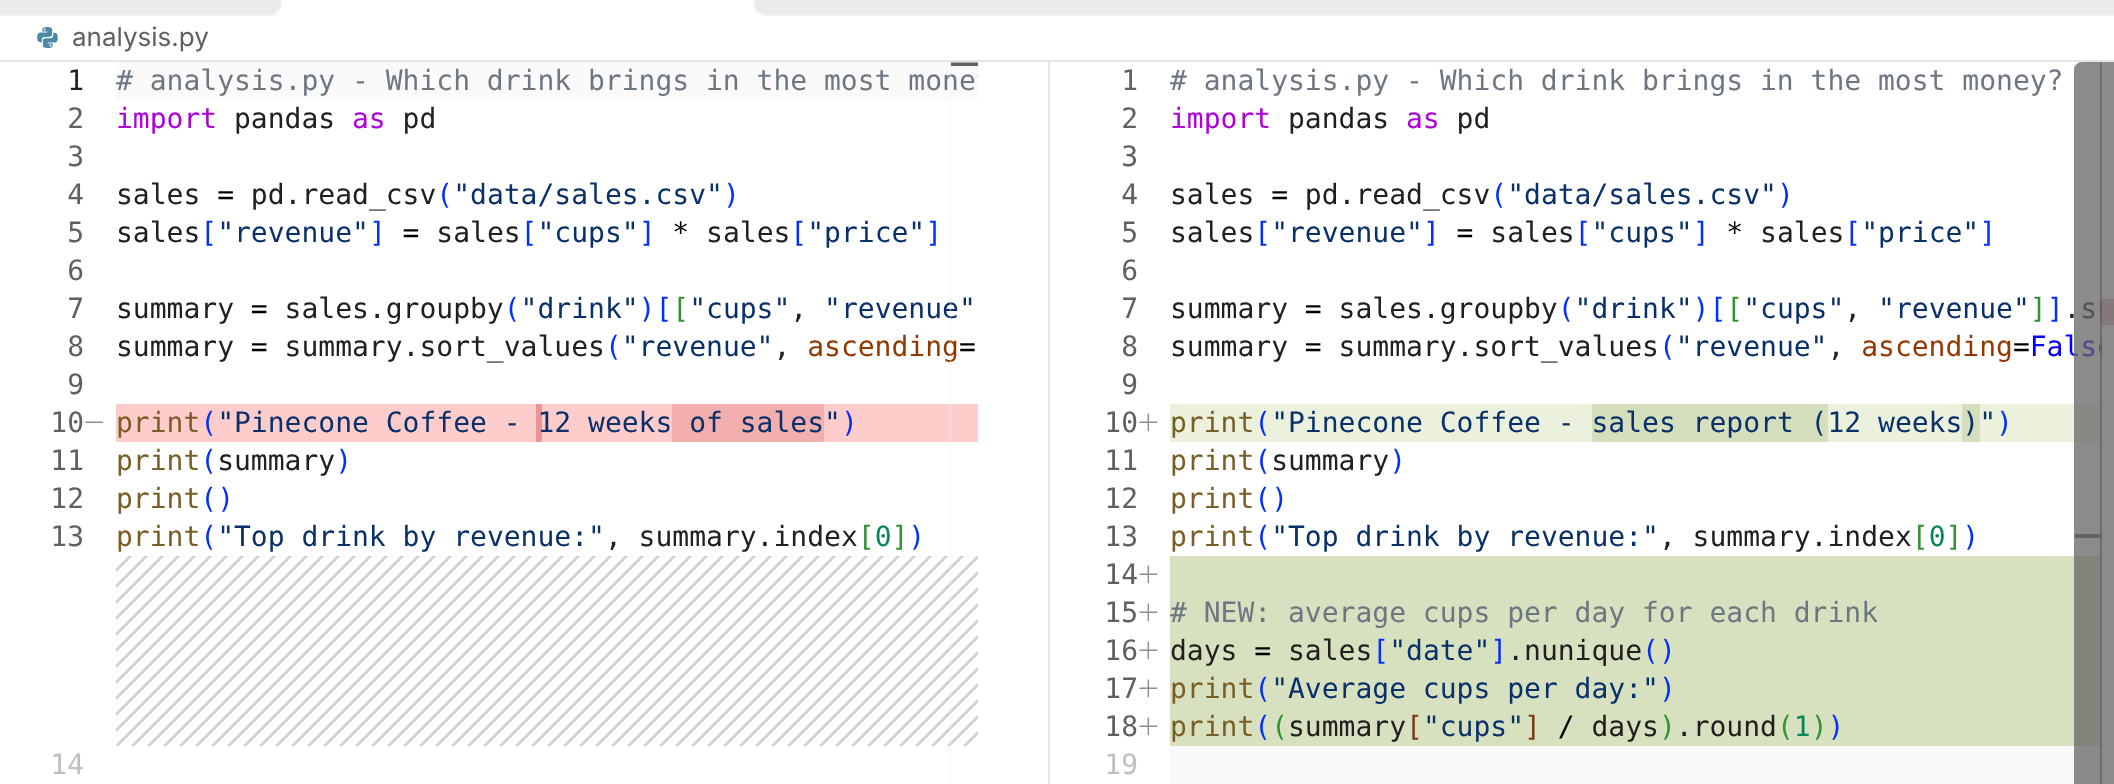 analysis.py
1 # analysis.py - Which drink brings in the most mone
2 import pandas as pd
3
4 sales = pd.read_csv("data/sales.csv")
5 sales["revenue"] = sales["cups"] * sales["price"]
6
7 summary = sales.groupby("drink")[["cups", "revenue"
8 summary = summary.sort_values("revenue", ascending=
9
10− print("Pinecone Coffee - 12 weeks of sales")
11 print(summary)
12 print()
13 print("Top drink by revenue:", summary.index[0])
14
1 # analysis.py - Which drink brings in the most money?
2 import pandas as pd
3
4 sales = pd.read_csv("data/sales.csv")
5 sales["revenue"] = sales["cups"] * sales["price"]
6
7 summary = sales.groupby("drink")[["cups", "revenue"]].s
8 summary = summary.sort_values("revenue", ascending=Fals
9
10+ print("Pinecone Coffee - sales report (12 weeks)")
11 print(summary)
12 print()
13 print("Top drink by revenue:", summary.index[0])
14+
15+ # NEW: average cups per day for each drink
16+ days = sales["date"].nunique()
17+ print("Average cups per day:")
18+ print((summary["cups"] / days).round(1))
19